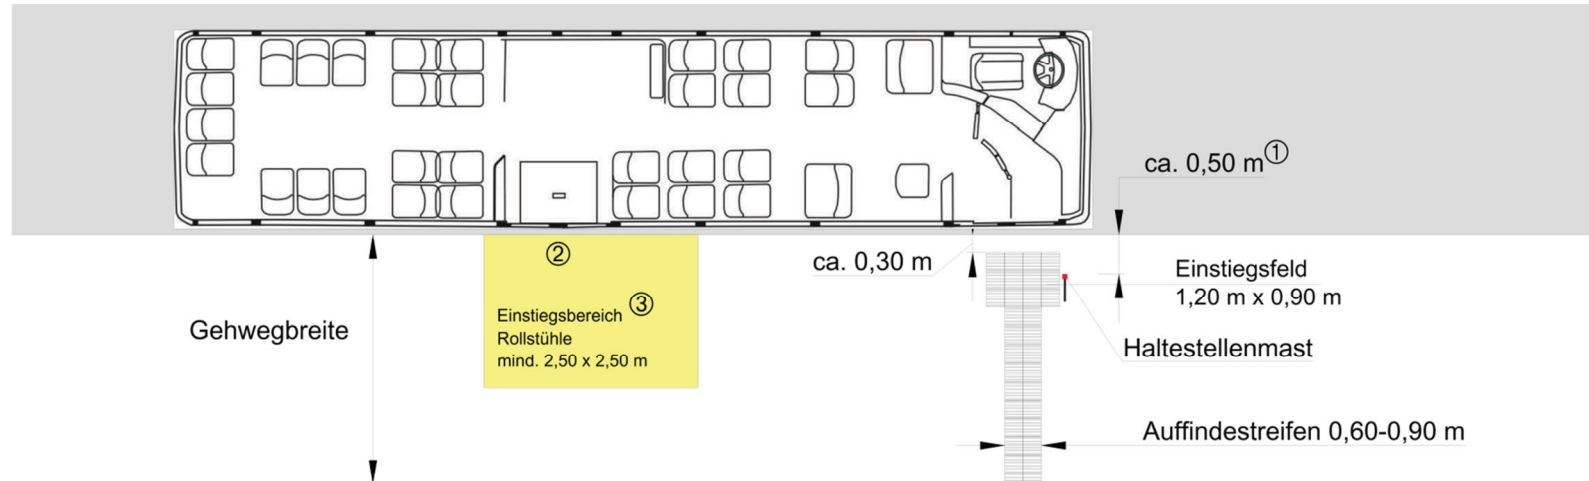 ca. 0,50 m①
ca. 0,30 m
②
Einstiegsfeld
1,20 m x 0,90 m
Einstiegsbereich ③
Rollstühle
mind. 2,50 x 2,50 m
Gehwegbreite
Haltestellenmast
Auffindestreifen 0,60-0,90 m